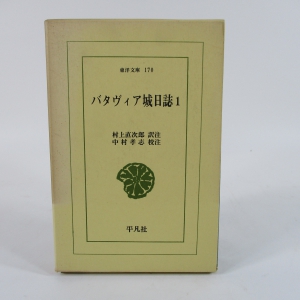 東洋文庫 170
バタヴィア城日誌1
村上直次郎 訳注
中村孝志 校注
平凡社